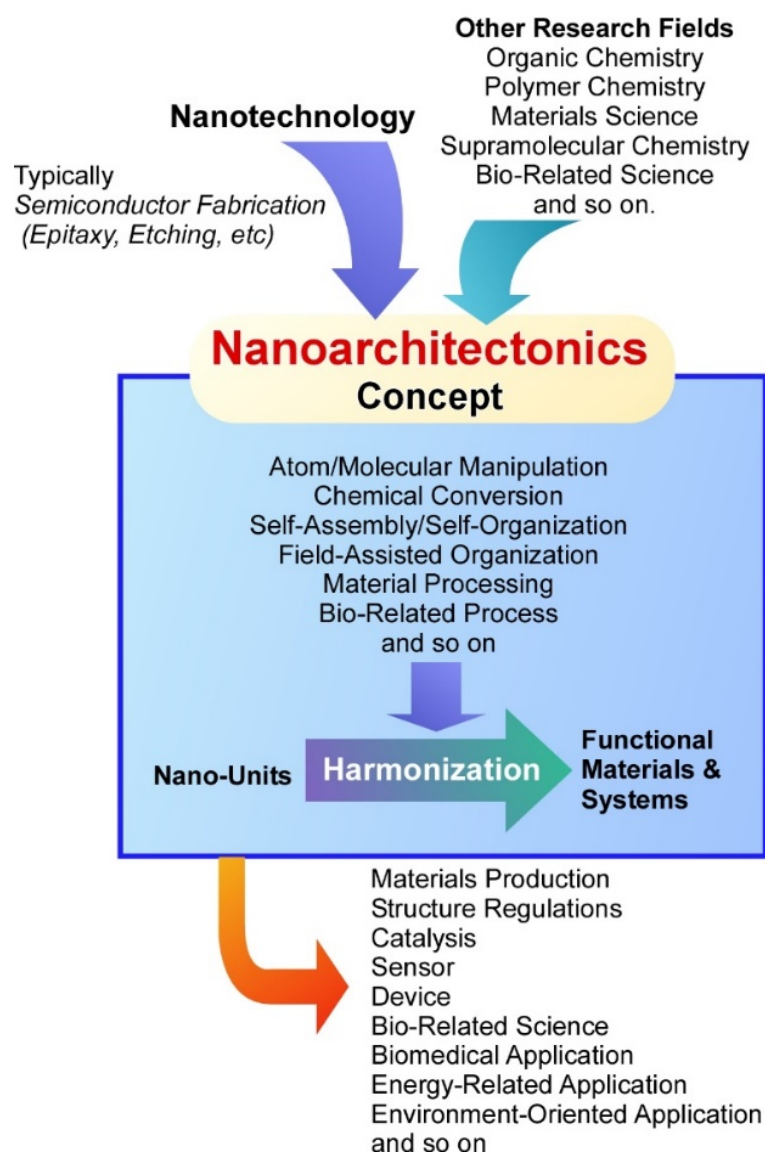 Other Research Fields
Organic Chemistry
Polymer Chemistry
Materials Science
Supramolecular Chemistry
Bio-Related Science
and so on.
Nanotechnology
Typically
Semiconductor Fabrication
(Epitaxy, Etching, etc)
Nanoarchitectonics
Concept
Atom/Molecular Manipulation
Chemical Conversion
Self-Assembly/Self-Organization
Field-Assisted Organization
Material Processing
Bio-Related Process
and so on
Nano-Units
Harmonization
Functional
Materials &
Systems
Materials Production
Structure Regulations
Catalysis
Sensor
Device
Bio-Related Science
Biomedical Application
Energy-Related Application
Environment-Oriented Application
and so on